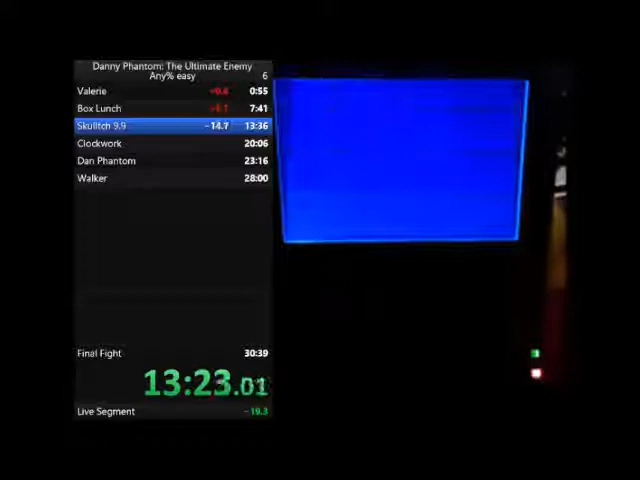 Danny Phantom: The Ultimate Enemy
Any% easy 6
Valerie 0:55
Box Lunch 7:41
Skulltch 9.9 -14.7 13:36
Clockwork 20:06
Dan Phantom 23:16
Walker 28:00
Final Fight 30:39
13:23.01
Live Segment -19.3